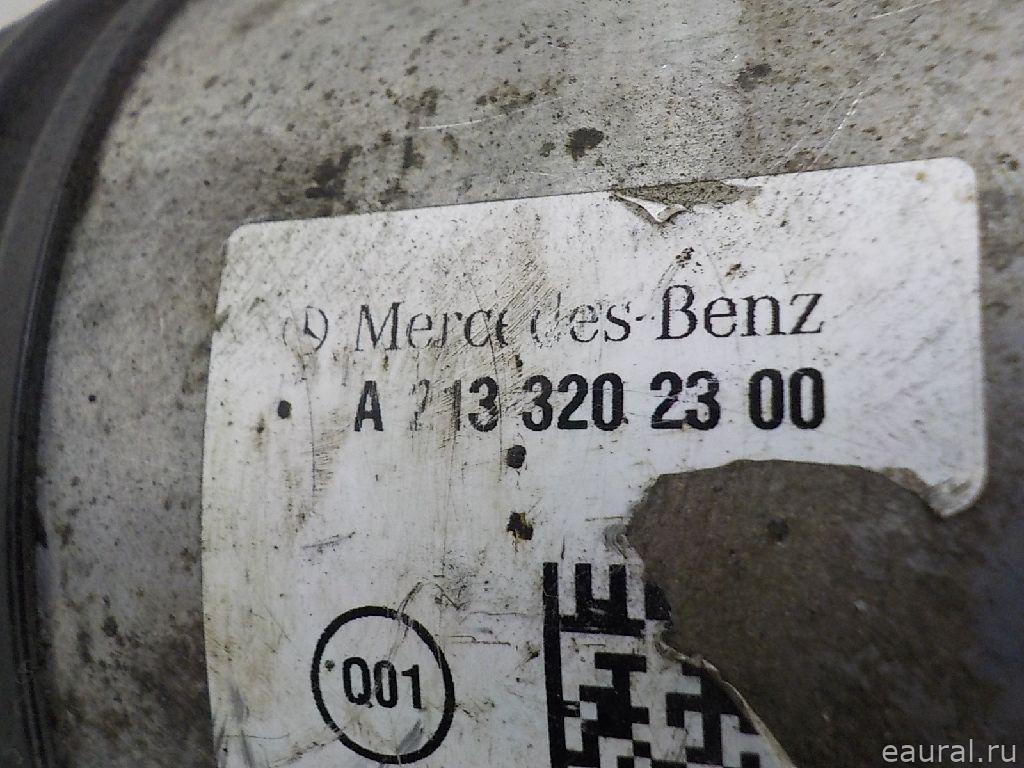 Mercedes-Benz
A 213 320 23 00
Q01
eaural.ru